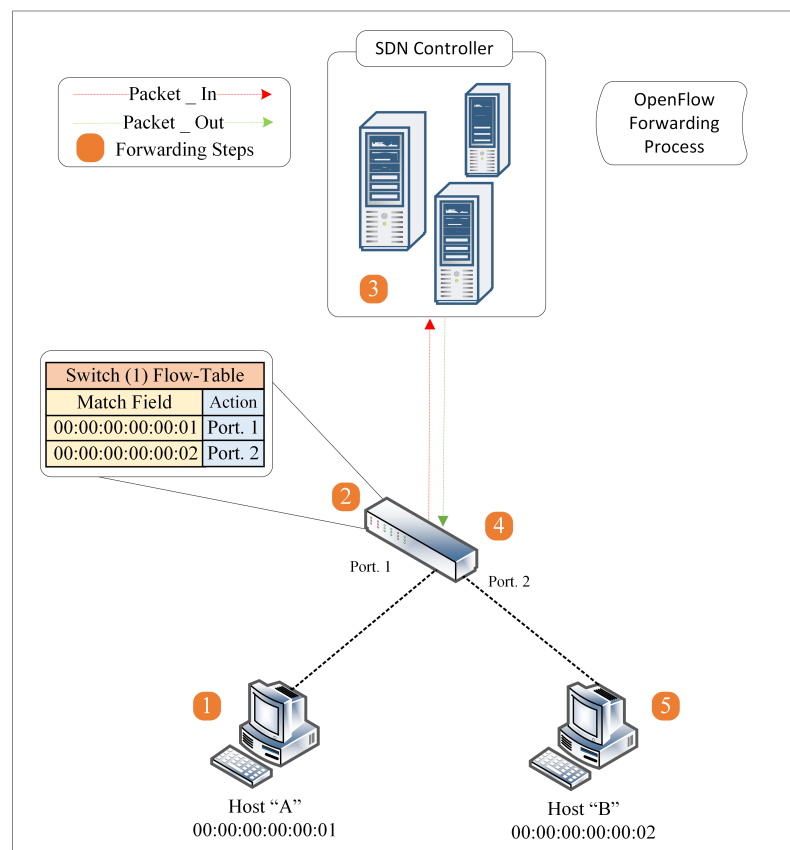 SDN Controller
Packet _ In
Packet _ Out
3 Forwarding Steps
OpenFlow
Forwarding
Process
3
Switch (1) Flow-Table
Match Field Action
00:00:00:00:00:01 Port. 1
00:00:00:00:00:02 Port. 2
2
4
Port. 1
Port. 2
1
5
Host “A”
00:00:00:00:00:01
Host “B”
00:00:00:00:00:02